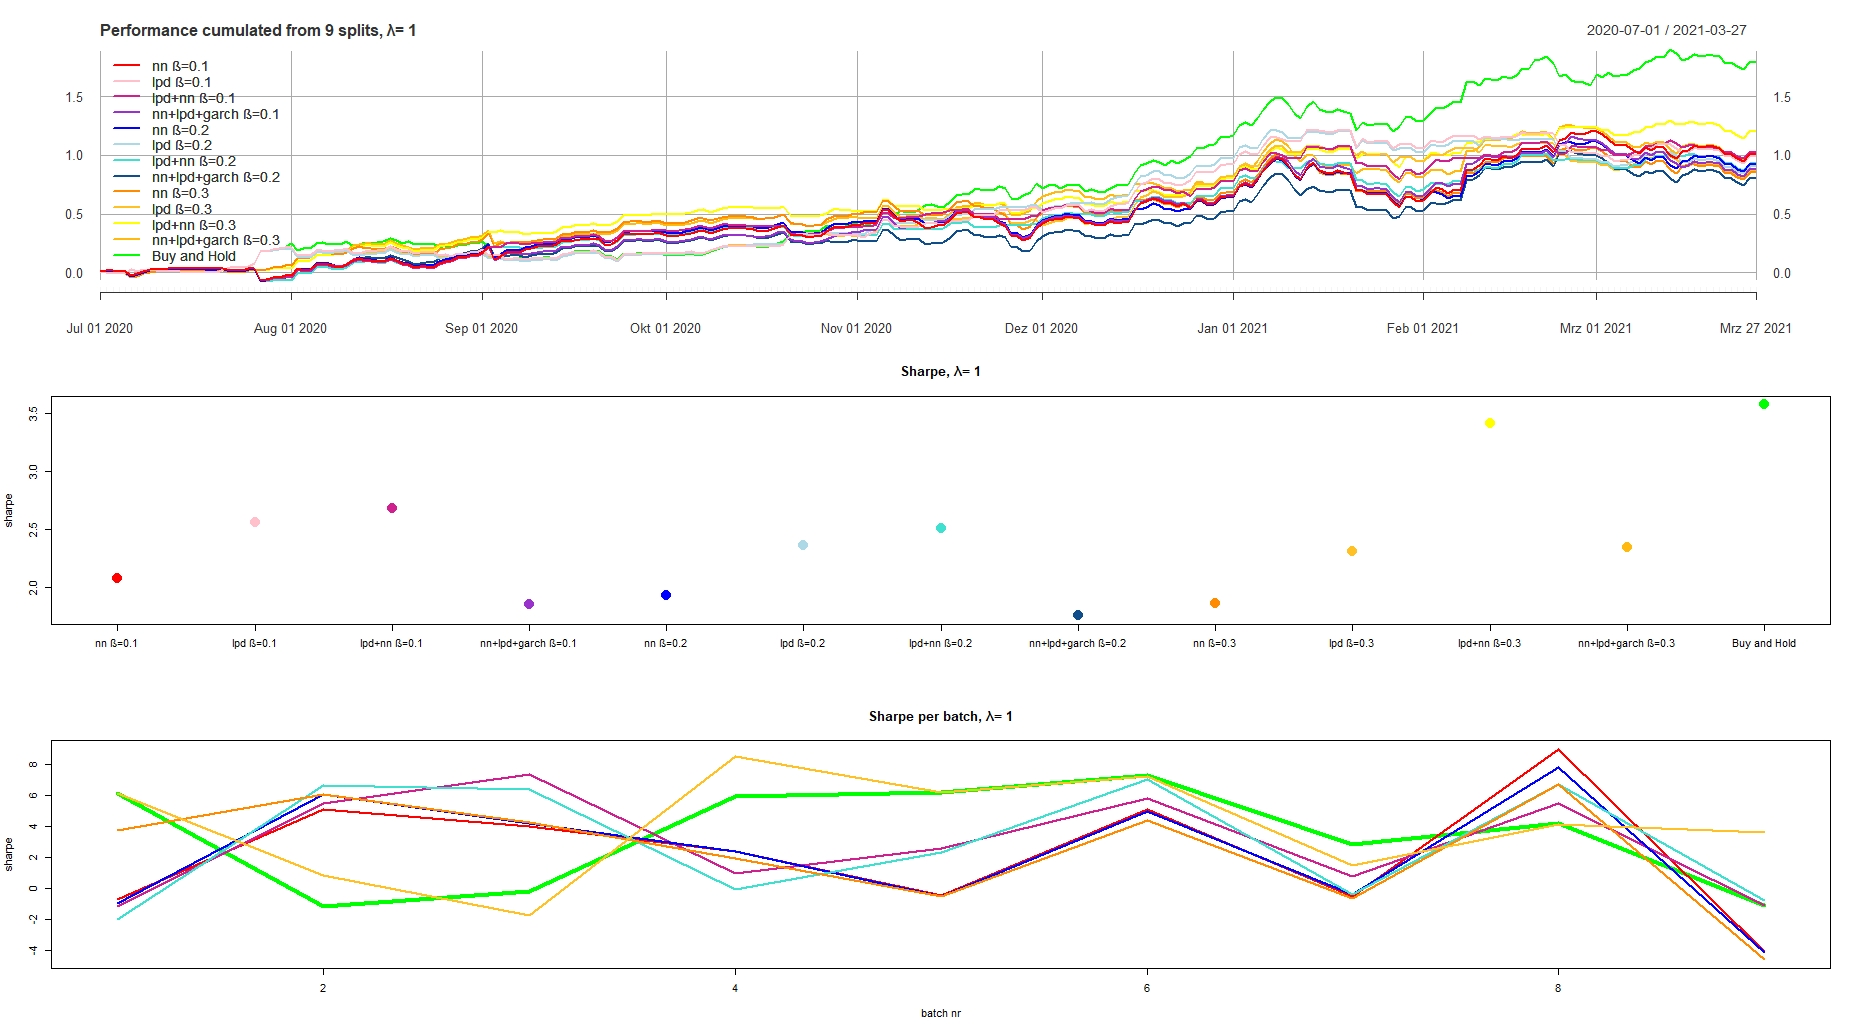 Performance cumulated from 9 splits, λ= 1
2020-07-01 / 2021-03-27
nn ß=0.1
lpd ß=0.1
lpd+nn ß=0.1
nn+lpd+garch ß=0.1
nn ß=0.2
lpd ß=0.2
lpd+nn ß=0.2
nn+lpd+garch ß=0.2
nn ß=0.3
lpd ß=0.3
lpd+nn ß=0.3
nn+lpd+garch ß=0.3
Buy and Hold
1.5
1.0
0.5
0.0
1.5
1.0
0.5
0.0
Jul 01 2020
Aug 01 2020
Sep 01 2020
Okt 01 2020
Nov 01 2020
Dez 01 2020
Jan 01 2021
Feb 01 2021
Mrz 01 2021
Mrz 27 2021
Sharpe, λ= 1
sharpe
3.5
3.0
2.5
2.0
nn ß=0.1
lpd ß=0.1
lpd+nn ß=0.1
nn+lpd+garch ß=0.1
nn ß=0.2
lpd ß=0.2
lpd+nn ß=0.2
nn+lpd+garch ß=0.2
nn ß=0.3
lpd ß=0.3
lpd+nn ß=0.3
nn+lpd+garch ß=0.3
Buy and Hold
Sharpe per batch, λ= 1
sharpe
8
6
4
2
0
-2
-4
2
4
6
8
batch nr